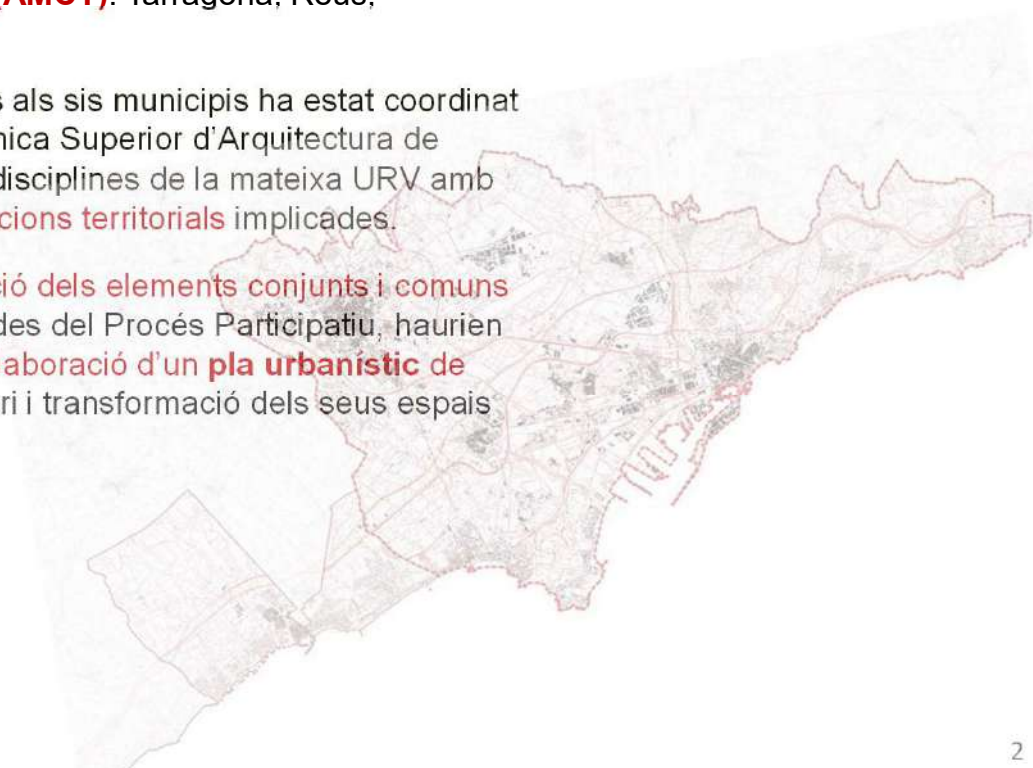 (AMCT): Tarragona, Reus,
s als sis municipis ha estat coordinat
nica Superior d'Arquitectura de
disciplines de la mateixa URV amb
cions territorials implicades.
ió dels elements conjunts i comuns
des del Procés Participatiu, haurien
aboració d'un pla urbanístic de
ri i transformació dels seus espais
2